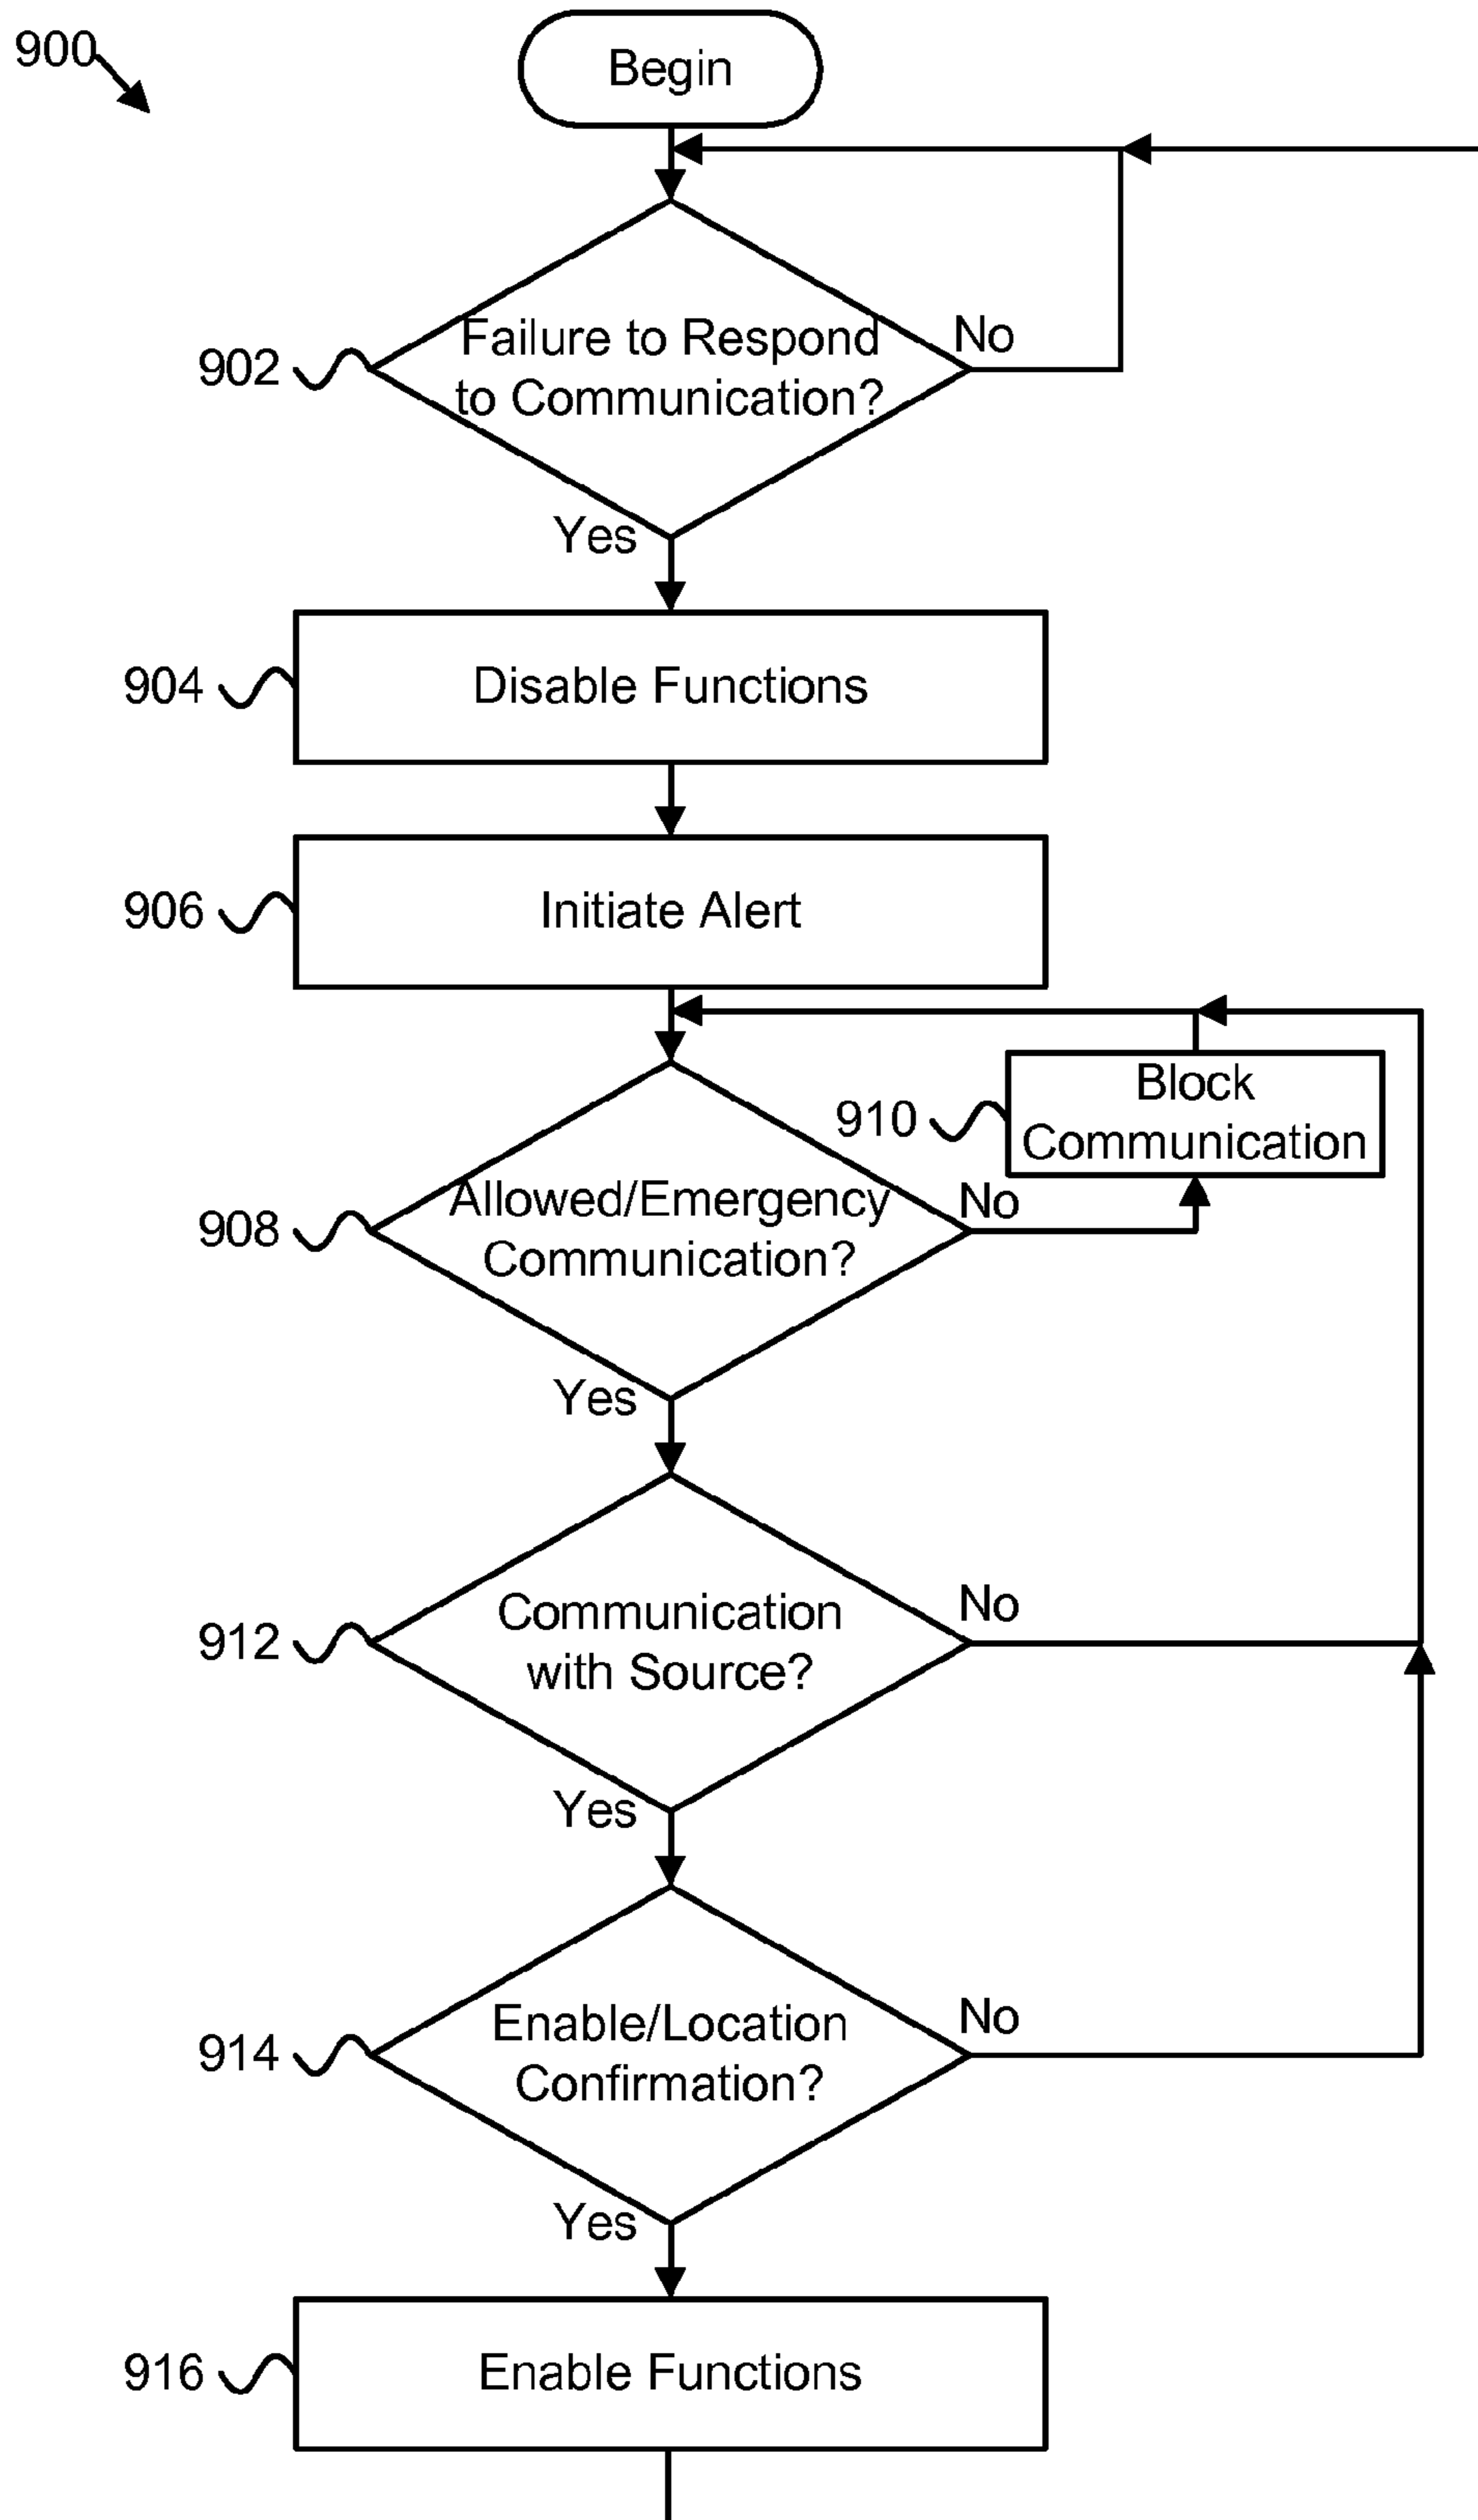 900
Begin
902
Failure to Respond
to Communication?
No
Yes
904
Disable Functions
906
Initiate Alert
910
Block
Communication
908
Allowed/Emergency
Communication?
No
Yes
912
Communication
with Source?
No
Yes
914
Enable/Location
Confirmation?
No
Yes
916
Enable Functions